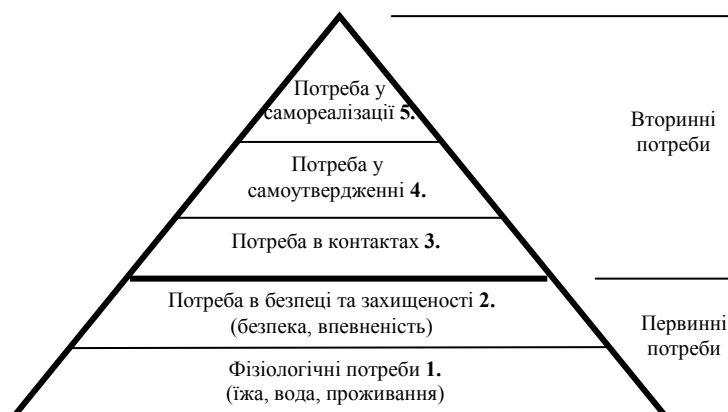 Потреба у
самореалізації 5.
Вторинні
потреби
Потреба у
самоутвердженні 4.
Потреба в контактах 3.
Потреба в безпеці та захищеності 2.
(безпека, впевненість)
Первинні
потреби
Фізіологічні потреби 1.
(їжа, вода, проживання)